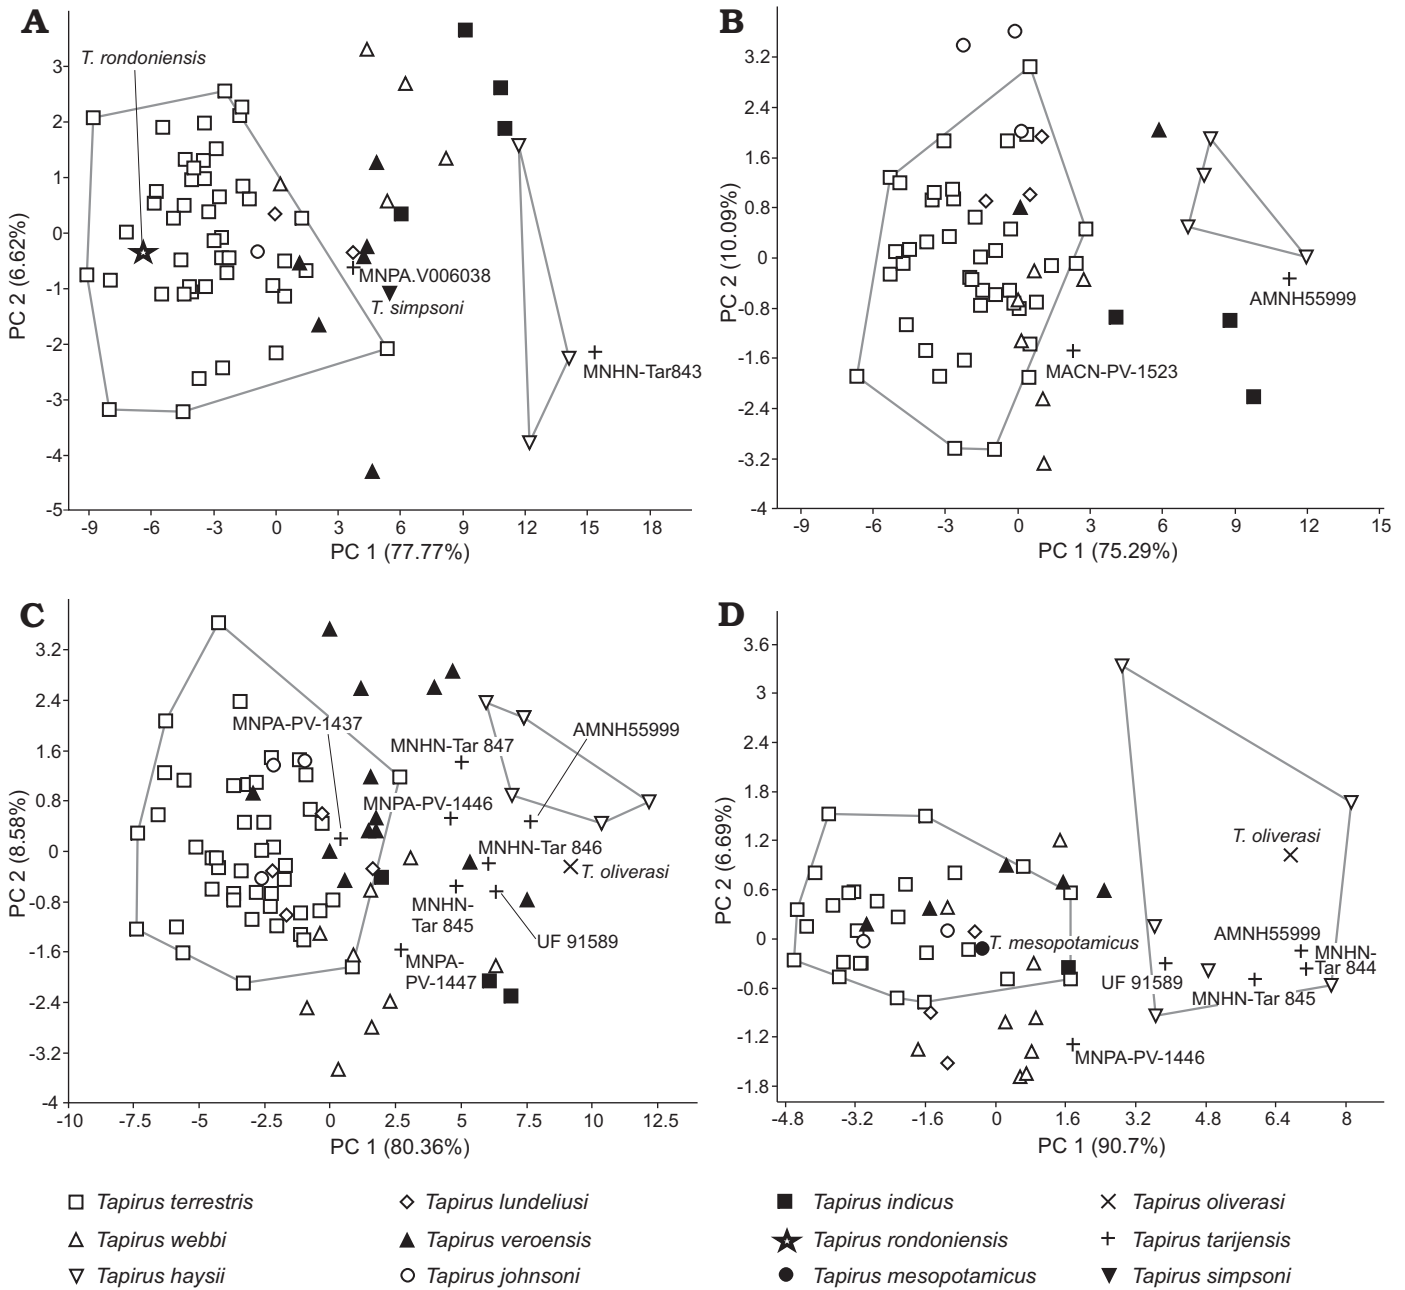 A
T. rondoniensis
MNPA.V006038
T. simpsoni
MNHN-Tar843
PC 2 (6.62%)
3
2
1
0
-1
-2
-3
-4
-5
-9
-6
-3
0
3
6
9
12
15
18
PC 1 (77.77%)
B
AMNH55999
MACN-PV-1523
PC 2 (10.09%)
3.2
2.4
1.6
0.8
0
-0.8
-1.6
-2.4
-3.2
-4
-9
-6
-3
0
3
6
9
12
15
PC 1 (75.29%)
C
MNPA-PV-1437
MNHN-Tar 847
AMNH55999
MNPA-PV-1446
MNHN-Tar 846
T. oliverasi
MNHN-
Tar 845
UF 91589
MNPA-
PV-1447
PC 2 (8.58%)
3.2
2.4
1.6
0.8
0
-0.8
-1.6
-2.4
-3.2
-4
-10
-7.5
-5
-2.5
0
2.5
5
7.5
10
12.5
PC 1 (80.36%)
D
T. oliverasi
T. mesopotamicus
AMNH55999
MNHN-
Tar 844
UF 91589
MNHN-Tar 845
MNPA-PV-1446
PC 2 (6.69%)
3.6
3
2.4
1.8
1.2
0.6
0
-0.6
-1.2
-1.8
-4.8
-3.2
-1.6
0
1.6
3.2
4.8
6.4
8
PC 1 (90.7%)
Tapirus terrestris
Tapirus webbi
Tapirus haysii
Tapirus lundeliusi
Tapirus veroensis
Tapirus johnsoni
Tapirus indicus
Tapirus rondoniensis
Tapirus mesopotamicus
Tapirus oliverasi
Tapirus tarijensis
Tapirus simpsoni